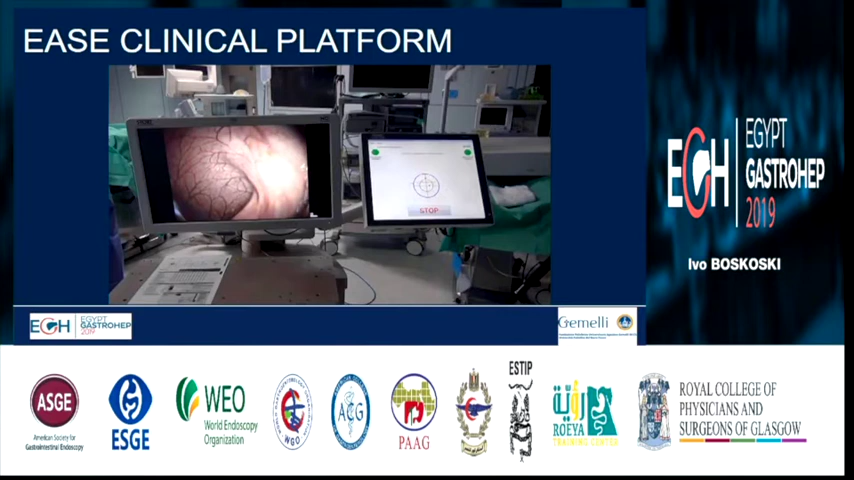 EASE CLINICAL PLATFORM
STOP
EGH
EGYPT
GASTROHEP
2019
Ivo BOSKOSKI
EGH
EGYPT
GASTROHEP
2019
Gemelli
ASGE
American Society for
Gastrointestinal Endoscopy
ESGE
WEO
World Endoscopy
Organization
WGO
ACG
PAAG
ESTIP
رؤية
ROEYA
TRAINING CENTER
ROYAL COLLEGE OF
PHYSICIANS AND
SURGEONS OF GLASGOW